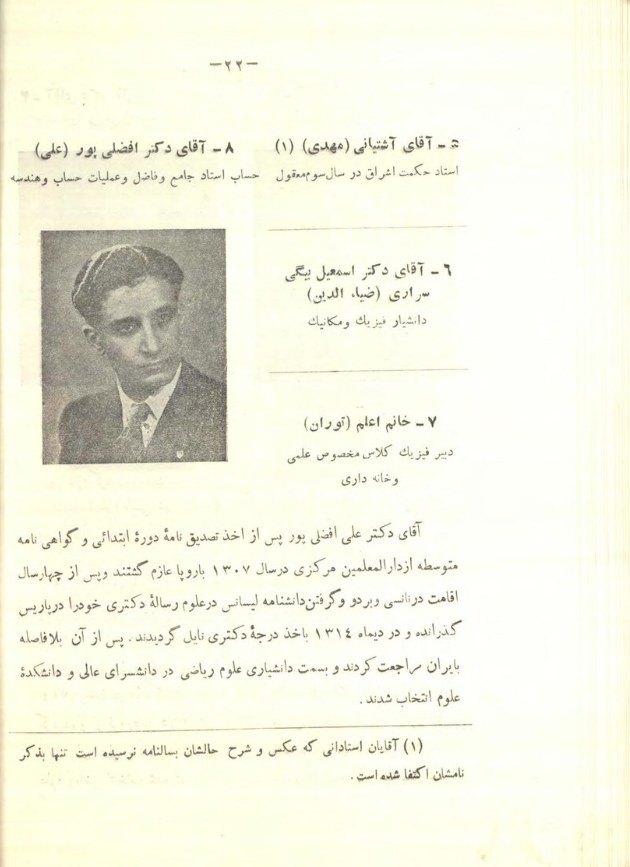 -۲۲-
۵ - آقای آشتیانی (مهدی) (۱)
استاد حکمت اشراق در سال سوم معقول
۶ - آقای دکتر اسمعیل بیگی
سراری (ضیاء الدین)
دانشیار فیزیك ومكانیك
۷ - خانم اعلم (توران)
دبیر فیزیك کلاس مخصوص علمی
وخانه داری
۸ - آقای دکتر افضلی پور (علی)
حساب استاد جامع وفاضل وعملیات حساب وهندسه
آقای دکتر علی افضلی پور پس از اخذ تصدیق نامهٔ دورهٔ ابتدائی و گواهی نامه
متوسطه ازدارالمعلمین مرکزی درسال ۱۳۰۷ باروپا عازم گشتند وپس از چهارسال
اقامت درنانسی وبردو وگرفتن‌دانشنامه لیسانس درعلوم رسالهٔ دکتری خودرا درپاریس
گذرانده و در دیماه ۱۳۱۴ باخذ درجهٔ دکتری نایل گردیدند. پس از آن بلافاصله
بایران مراجعت کردند و بسمت دانشیاری علوم ریاضی در دانشسرای عالی و دانشکدهٔ
علوم انتخاب شدند.
(۱) آقایان استادانی که عکس و شرح حالشان بسالنامه نرسیده است تنها بذکر
نامشان اکتفا شده است.